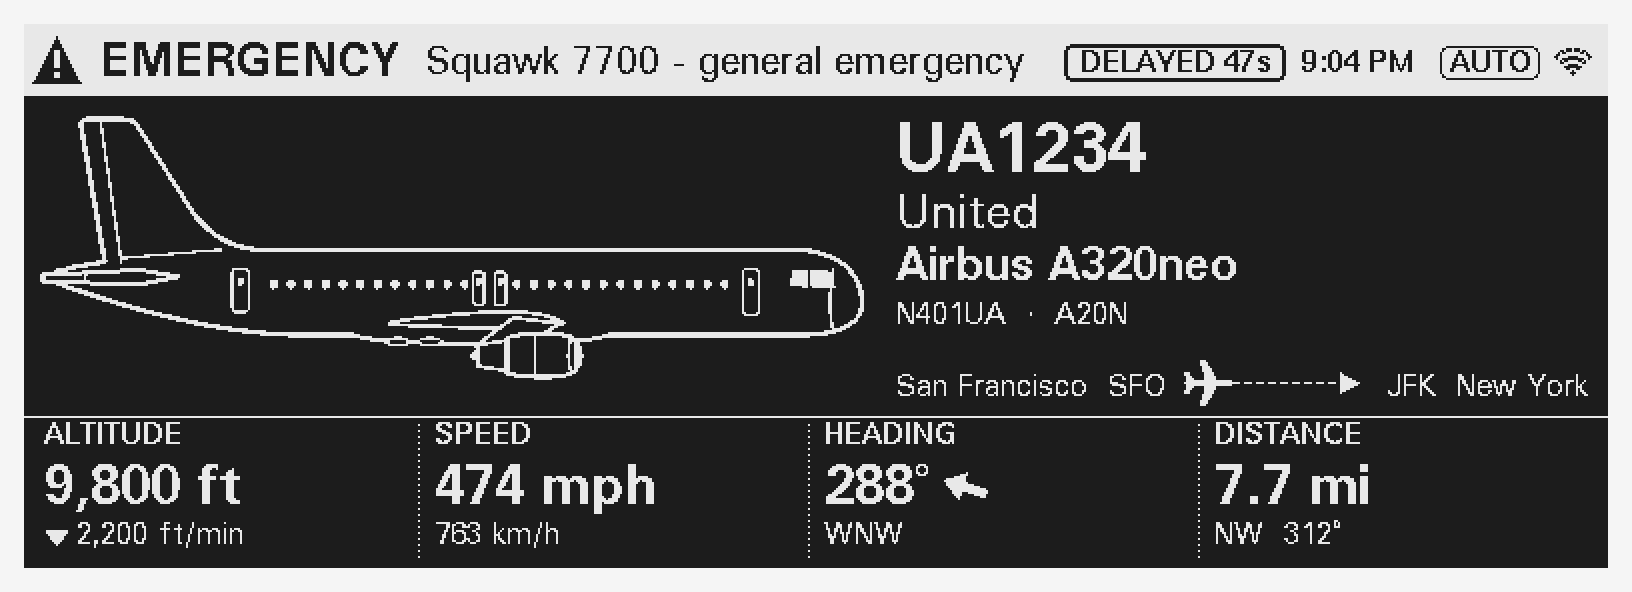 EMERGENCY Squawk 7700 - general emergency DELAYED 47s 9:04 PM AUTO
UA1234
United
Airbus A320neo
N401UA · A20N
San Francisco SFO JFK New York
ALTITUDE SPEED HEADING DISTANCE
9,800 ft 474 mph 288° 7.7 mi
2,200 ft/min 763 km/h WNW NW 312°